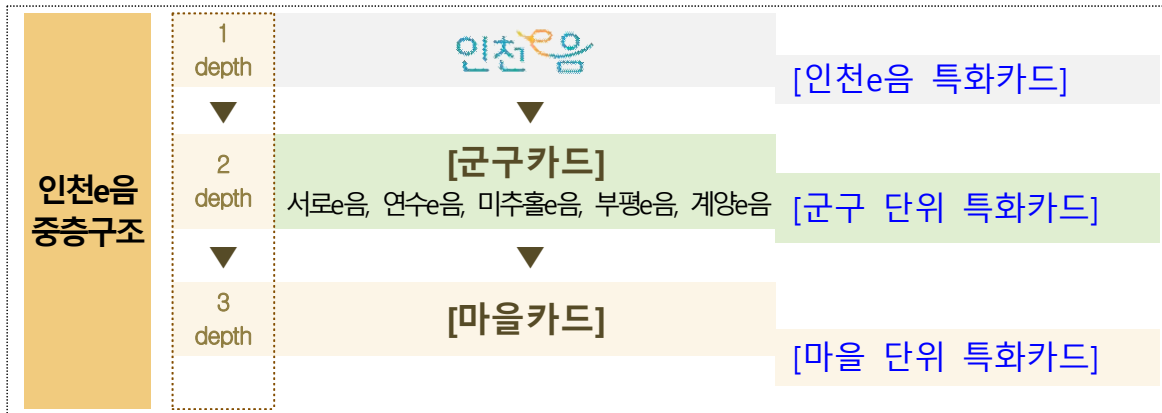 인천e음
중층구조
1
depth
인천e음
[인천e음 특화카드]
▼
▼
2
depth
[군구카드]
서로e음, 연수e음, 미추홀e음, 부평e음, 계양e음
[군구 단위 특화카드]
▼
▼
3
depth
[마을카드]
[마을 단위 특화카드]